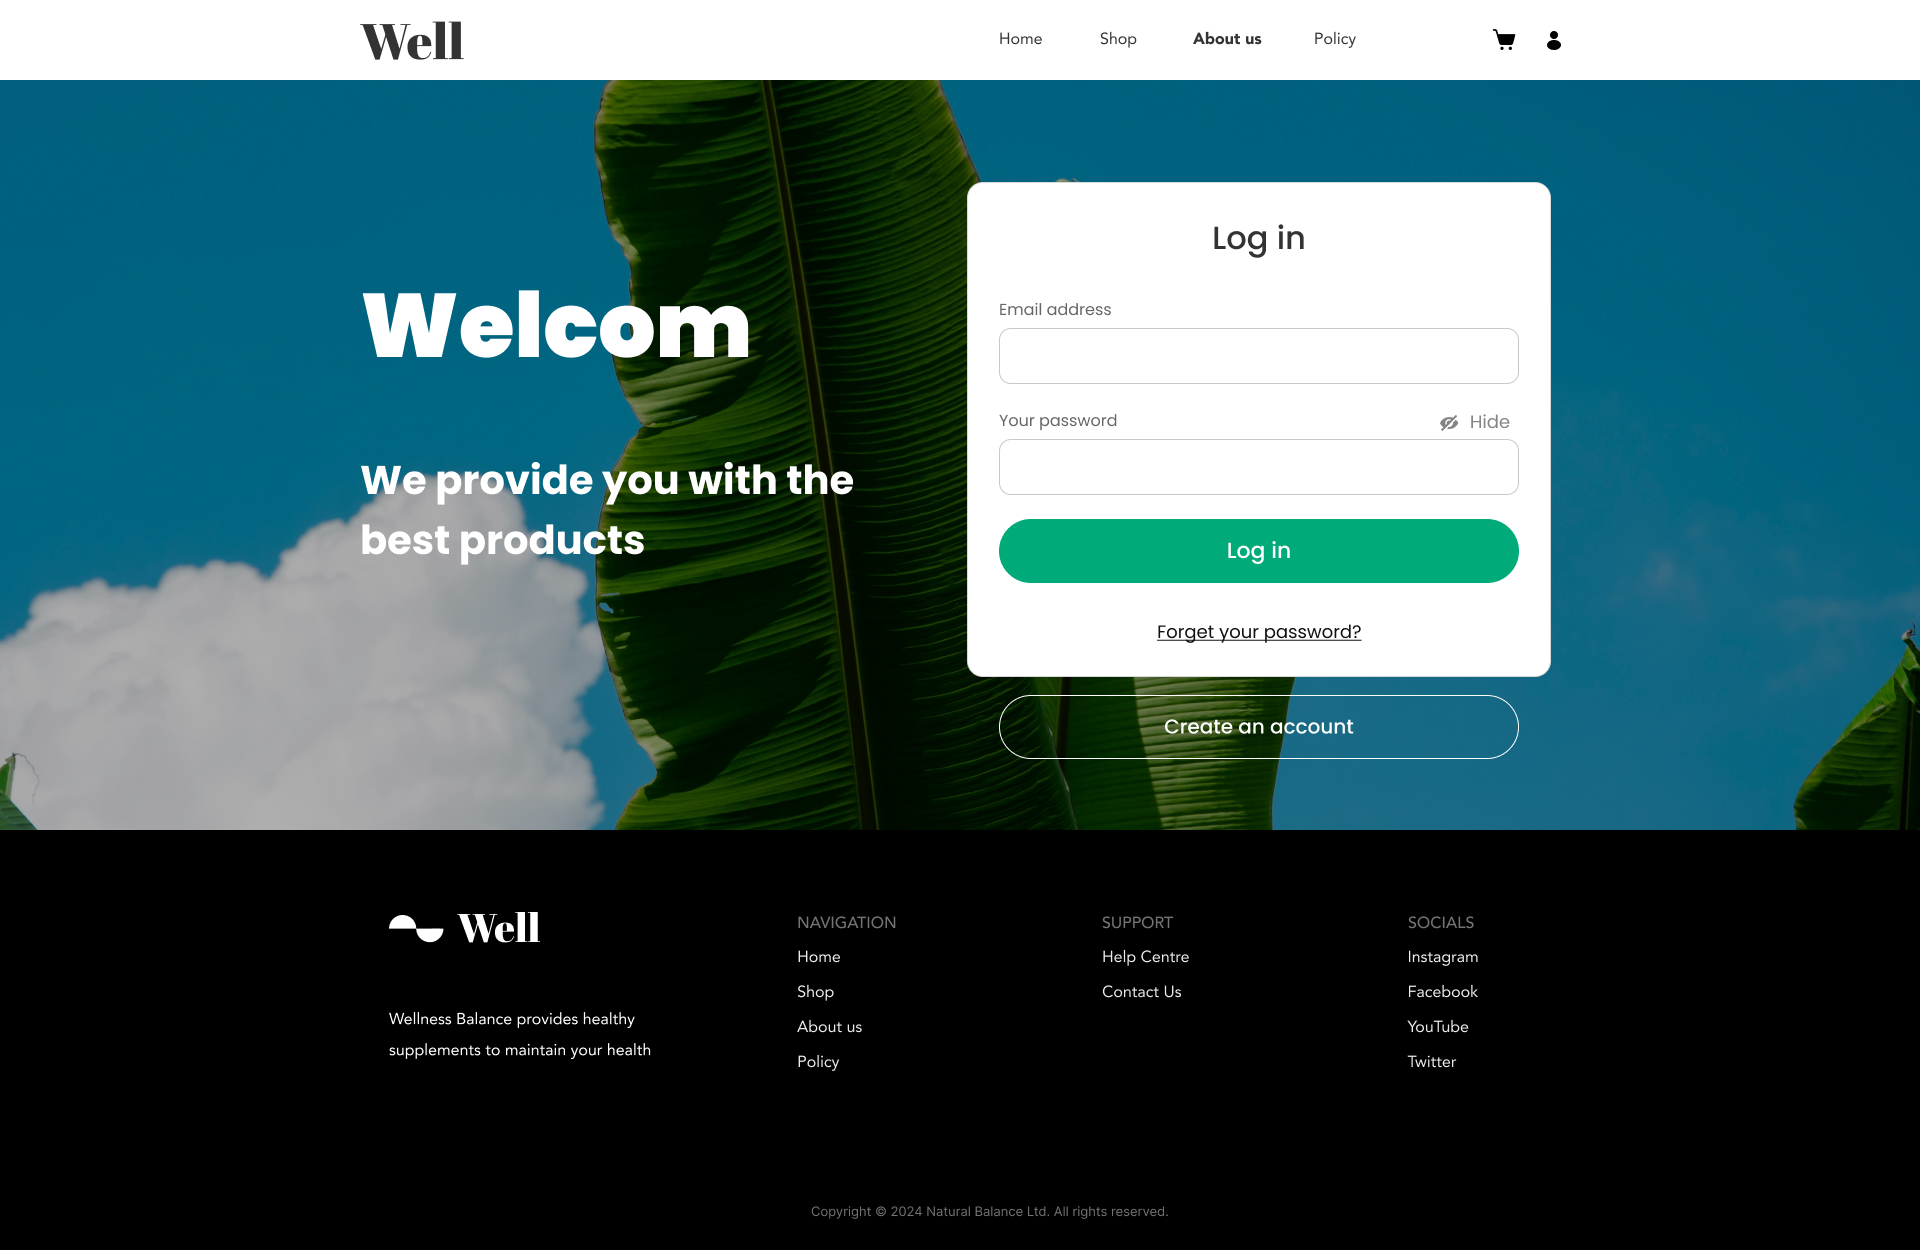 Well
Home
Shop
About us
Policy
Welcom
We provide you with the
best products
Log in
Email address
Your password
Hide
Log in
Forget your password?
Create an account
Well
Wellness Balance provides healthy
supplements to maintain your health
NAVIGATION
Home
Shop
About us
Policy
SUPPORT
Help Centre
Contact Us
SOCIALS
Instagram
Facebook
YouTube
Twitter
Copyright © 2024 Natural Balance Ltd. All rights reserved.